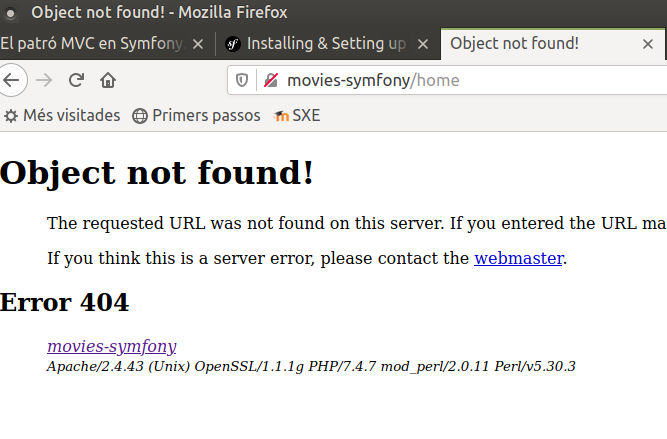 Object not found! - Mozilla Firefox
El patró MVC en Symfony
Installing & Setting up
Object not found!
movies-symfony/home
Més visitades
Primers passos
SXE
Object not found!
The requested URL was not found on this server. If you entered the URL ma
If you think this is a server error, please contact the webmaster.
Error 404
movies-symfony
Apache/2.4.43 (Unix) OpenSSL/1.1.1g PHP/7.4.7 mod_perl/2.0.11 Perl/v5.30.3